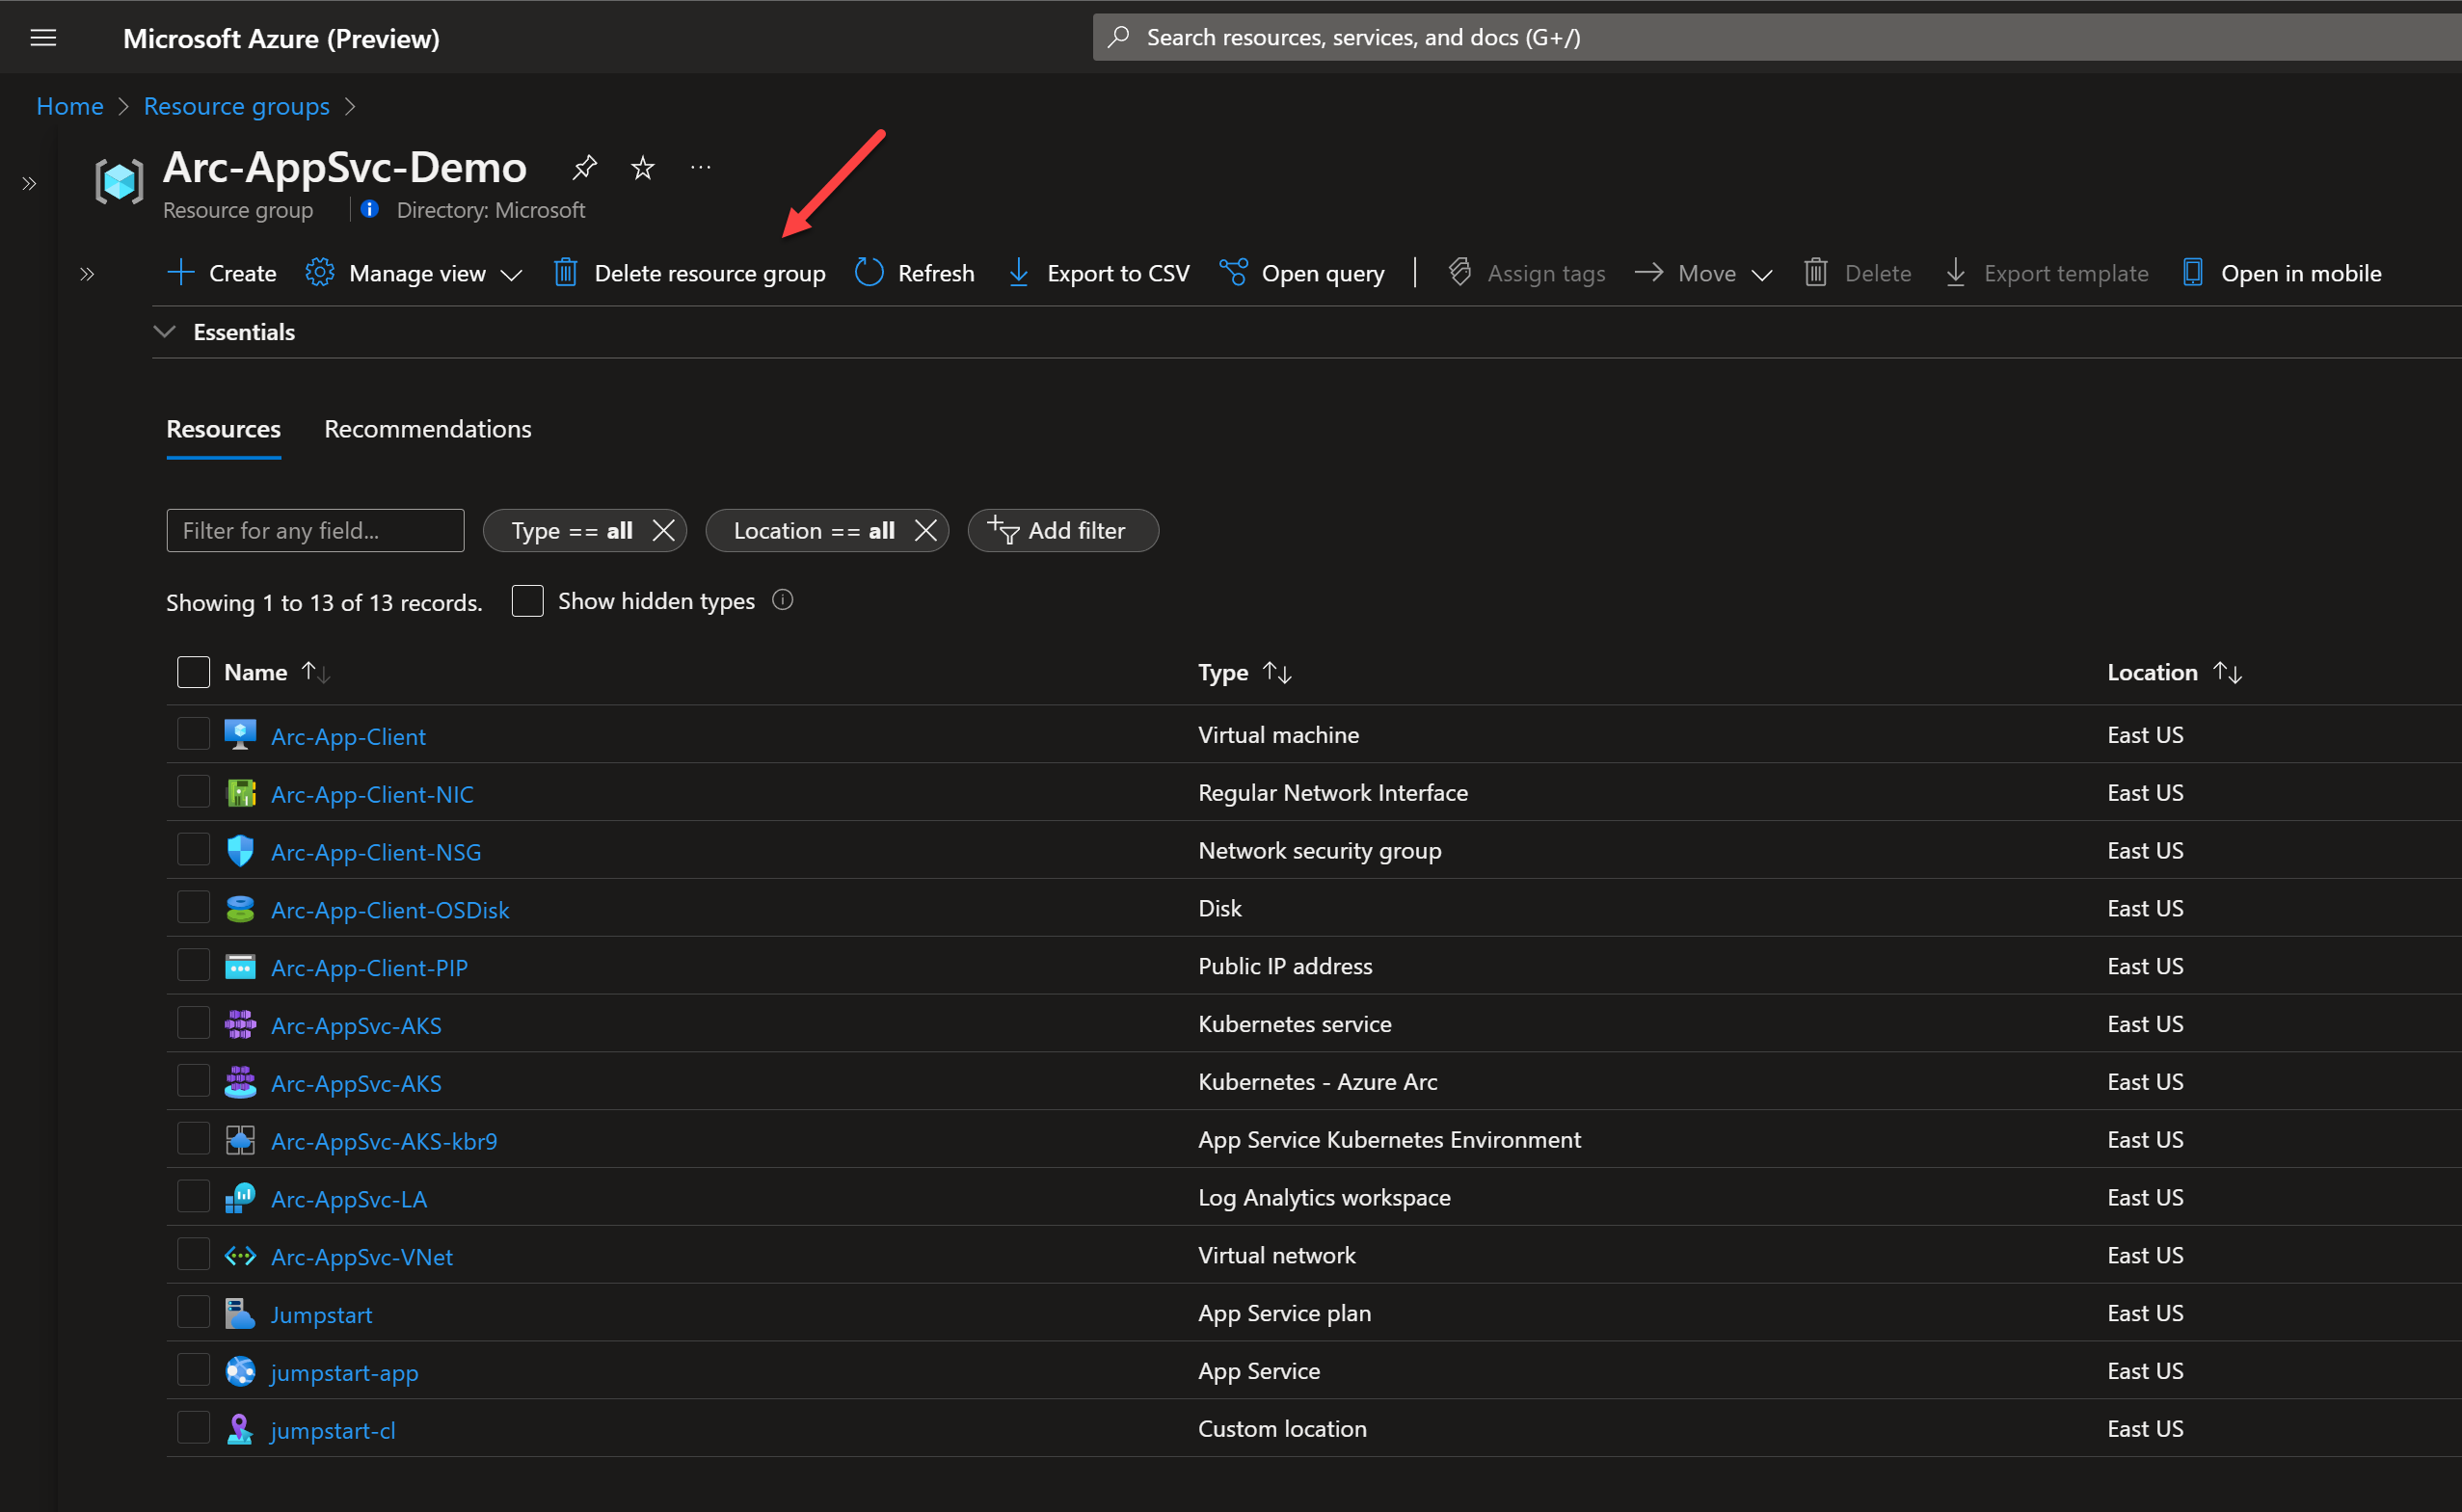 Microsoft Azure (Preview)
Search resources, services, and docs (G+/)
Home > Resource groups >
Arc-AppSvc-Demo
Resource group
Directory: Microsoft
Create
Manage view
Delete resource group
Refresh
Export to CSV
Open query
Assign tags
Move
Delete
Export template
Open in mobile
Essentials
Resources
Recommendations
Filter for any field...
Type == all
Location == all
Add filter
Showing 1 to 13 of 13 records.
Show hidden types
Name Type Location
Arc-App-Client Virtual machine East US
Arc-App-Client-NIC Regular Network Interface East US
Arc-App-Client-NSG Network security group East US
Arc-App-Client-OSDisk Disk East US
Arc-App-Client-PIP Public IP address East US
Arc-AppSvc-AKS Kubernetes service East US
Arc-AppSvc-AKS Kubernetes - Azure Arc East US
Arc-AppSvc-AKS-kbr9 App Service Kubernetes Environment East US
Arc-AppSvc-LA Log Analytics workspace East US
Arc-AppSvc-VNet Virtual network East US
Jumpstart App Service plan East US
jumpstart-app App Service East US
jumpstart-cl Custom location East US